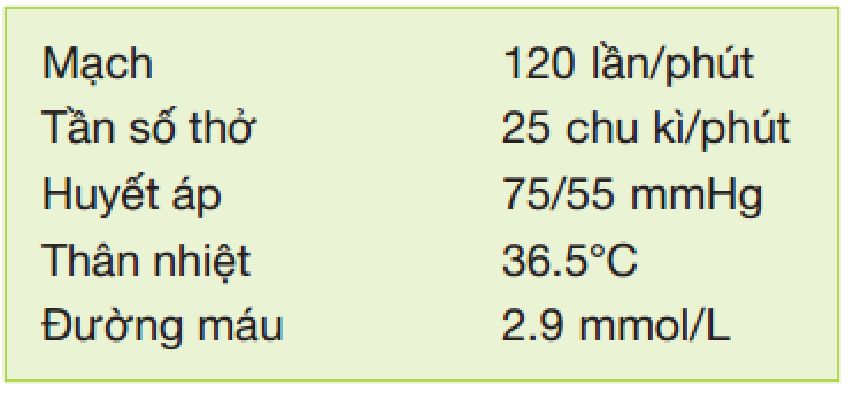 Mạch 120 lần/phút
Tần số thở 25 chu kì/phút
Huyết áp 75/55 mmHg
Thân nhiệt 36.5°C
Đường máu 2.9 mmol/L